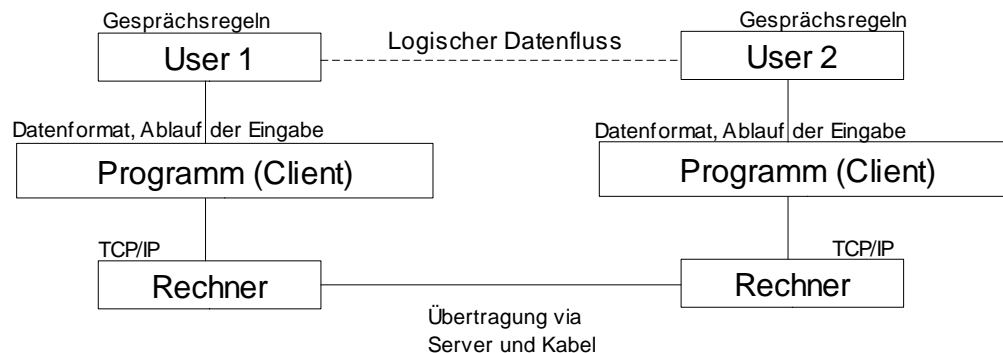 Gesprächsregeln
Gesprächsregeln
User 1
Logischer Datenfluss
User 2
Datenformat, Ablauf der Eingabe
Datenformat, Ablauf der Eingabe
Programm (Client)
Programm (Client)
TCP/IP
TCP/IP
Rechner
Rechner
Übertragung via
Server und Kabel